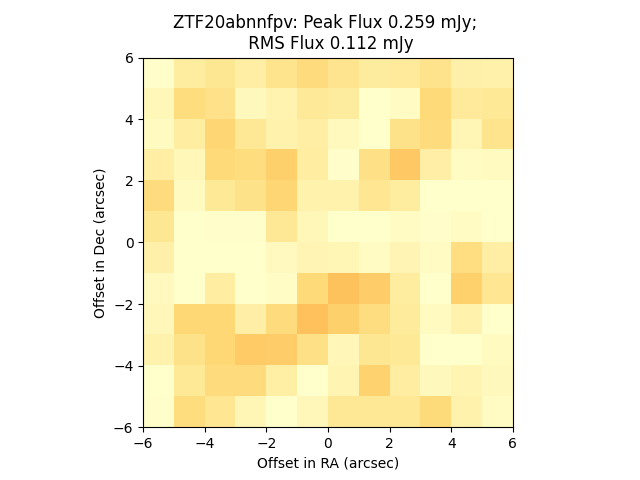 ZTF20abnnfpv: Peak Flux 0.259 mJy;
RMS Flux 0.112 mJy
6
4
2
0
−2
−4
−6
Offset in Dec (arcsec)
−6 −4 −2 0 2 4 6
Offset in RA (arcsec)